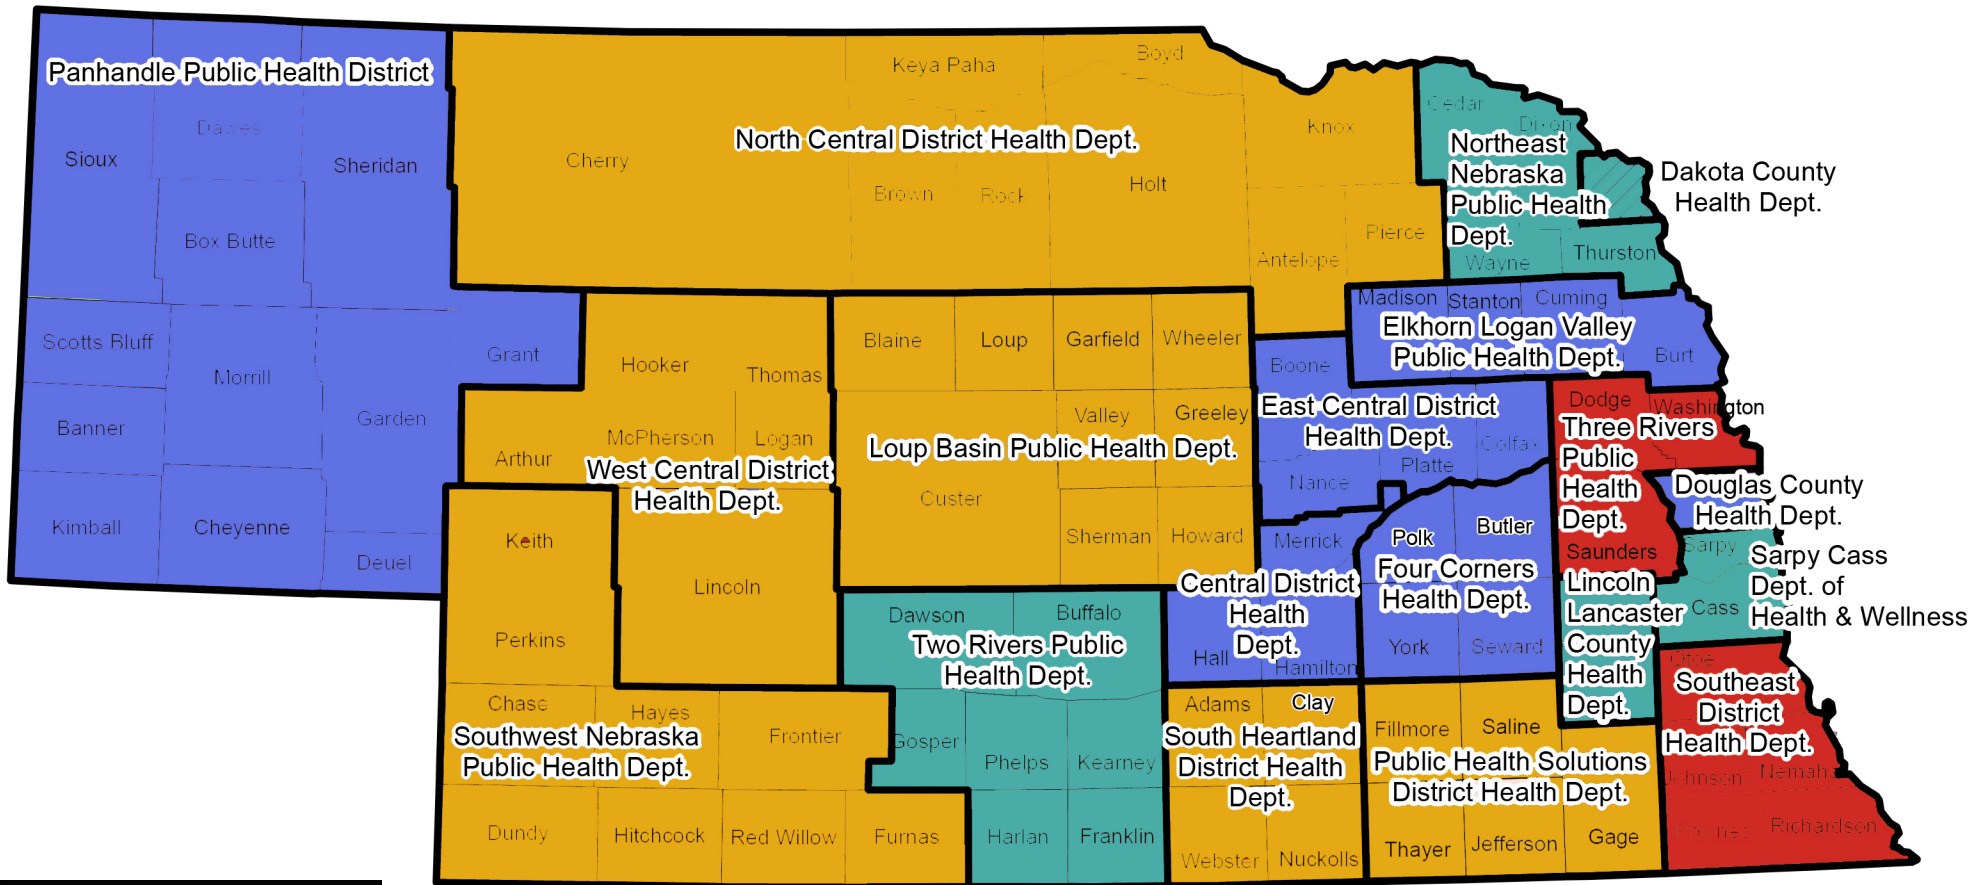 Panhandle Public Health District
Sioux
Dawes
Sheridan
Box Butte
Scotts Bluff
Morrill
Garden
Grant
Banner
Kimball
Cheyenne
Deuel
North Central District Health Dept.
Cherry
Keya Paha
Boyd
Brown
Rock
Holt
Knox
Antelope
Pierce
Cedar
Dixon
Northeast
Nebraska
Public Health
Dept.
Wayne
Thurston
Dakota County
Health Dept.
Hooker
Thomas
Arthur
McPherson
Logan
West Central District
Health Dept.
Lincoln
Blaine
Loup
Garfield
Wheeler
Valley
Greeley
Loup Basin Public Health Dept.
Custer
Sherman
Howard
Madison
Stanton
Cuming
Elkhorn Logan Valley
Public Health Dept.
Burt
Boone
East Central District
Health Dept.
Colfax
Platte
Nance
Dodge
Washington
Three Rivers
Public
Health
Dept.
Saunders
Douglas County
Health Dept.
Sarpy
Cass
Sarpy Cass
Dept. of
Health & Wellness
Merrick
Central District
Health
Dept.
Hall
Hamilton
Polk
Butler
Four Corners
Health Dept.
York
Seward
Lincoln
Lancaster
County
Health
Dept.
Keith
Perkins
Chase
Hayes
Frontier
Southwest Nebraska
Public Health Dept.
Dundy
Hitchcock
Red Willow
Furnas
Dawson
Buffalo
Two Rivers Public
Health Dept.
Gosper
Phelps
Kearney
Harlan
Franklin
Adams
Clay
South Heartland
District Health
Dept.
Webster
Nuckolls
Fillmore
Saline
Public Health Solutions
District Health Dept.
Thayer
Jefferson
Gage
Otoe
Southeast
District
Health Dept.
Johnson
Nemaha
Pawnee
Richardson